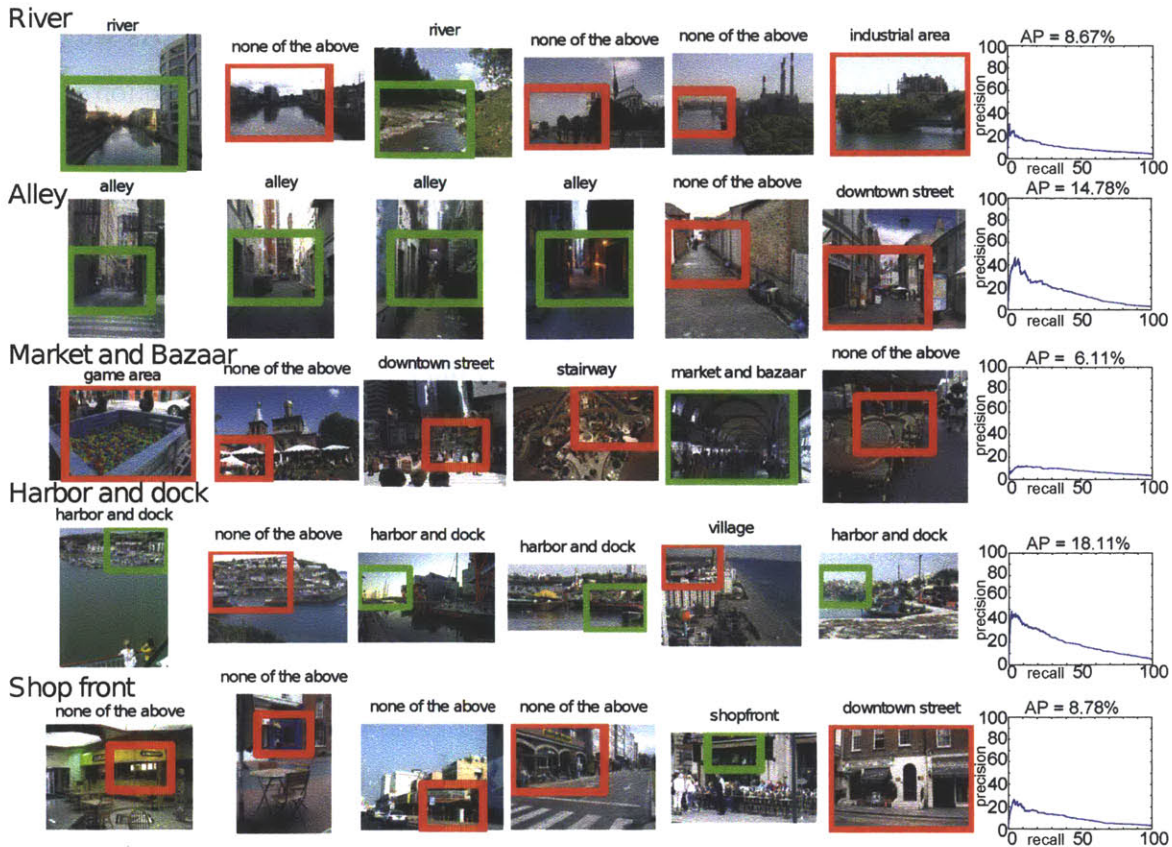 River
river
none of the above
river
none of the above
none of the above
industrial area
AP = 8.67%
100
80
60
40
20
0
precision
0 recall 50 100
Alley
alley
alley
alley
alley
none of the above
downtown street
AP = 14.78%
100
80
60
40
20
0
precision
0 recall 50 100
Market and Bazaar
game area
none of the above
downtown street
stairway
market and bazaar
none of the above
AP = 6.11%
100
80
60
40
20
0
precision
0 recall 50 100
Harbor and dock
harbor and dock
none of the above
harbor and dock
harbor and dock
village
harbor and dock
AP = 18.11%
100
80
60
40
20
0
precision
0 recall 50 100
Shop front
none of the above
none of the above
none of the above
none of the above
shopfront
downtown street
AP = 8.78%
100
80
60
40
20
0
precision
0 recall 50 100